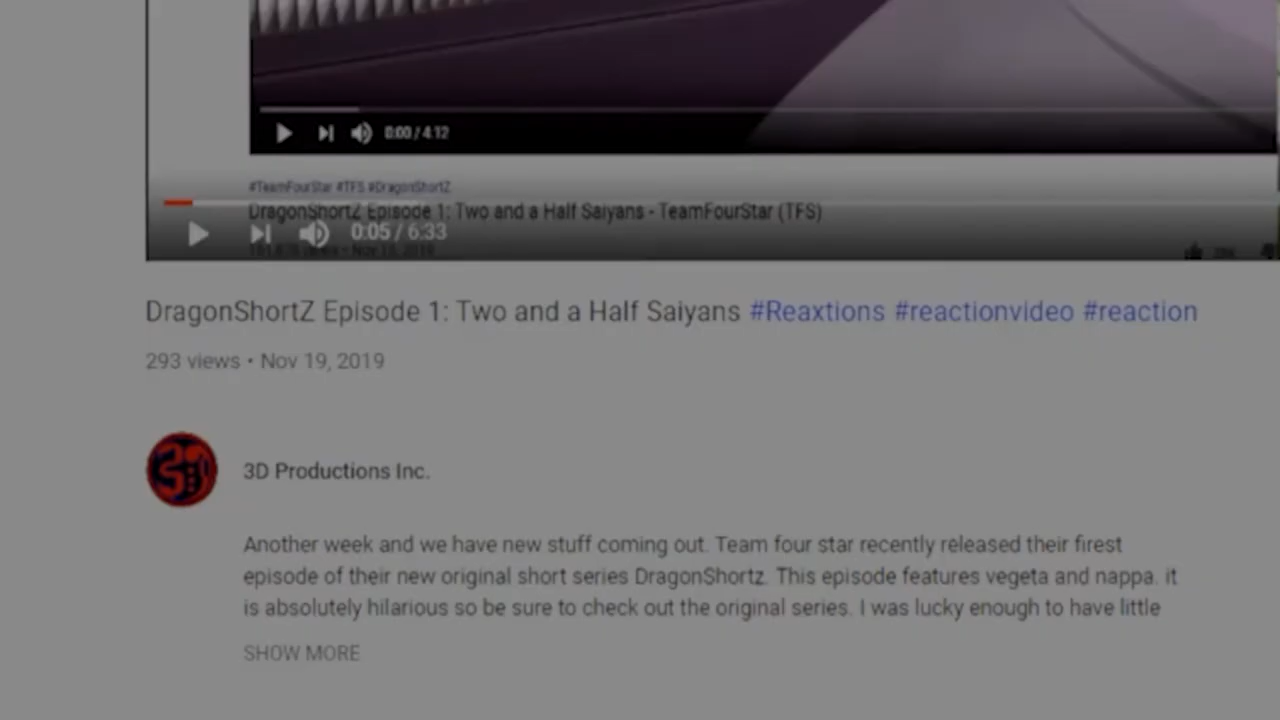 0:00 / 4:12
#TeamFourStar #TFS #DragonShortZ
DragonShortZ Episode 1: Two and a Half Saiyans - TeamFourStar (TFS)
0:05 / 6:33
DragonShortZ Episode 1: Two and a Half Saiyans #Reaxtions #reactionvideo #reaction
293 views • Nov 19, 2019
3D Productions Inc.
Another week and we have new stuff coming out. Team four star recently released their firest
episode of their new original short series DragonShortz. This episode features vegeta and nappa. it
is absolutely hilarious so be sure to check out the original series. I was lucky enough to have little
SHOW MORE